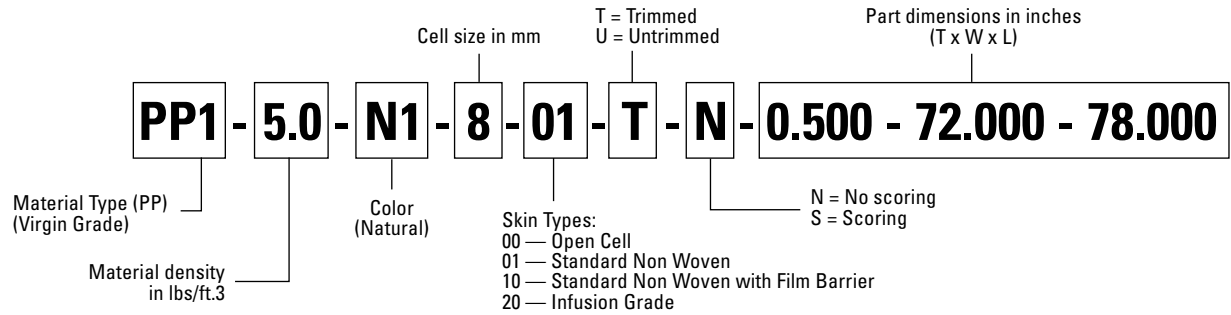 T = Trimmed
U = Untrimmed
Part dimensions in inches
(T x W x L)
Cell size in mm
PP1 - 5.0 - N1 - 8 - 01 - T - N - 0.500 - 72.000 - 78.000
Material Type (PP)
(Virgin Grade)
Color
(Natural)
N = No scoring
S = Scoring
Skin Types:
00 — Open Cell
01 — Standard Non Woven
10 — Standard Non Woven with Film Barrier
20 — Infusion Grade
Material density
in lbs/ft.3